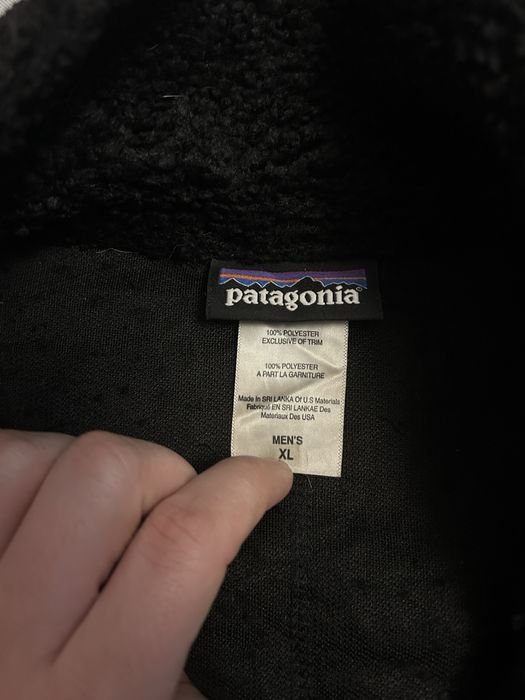 patagonia®
100% POLYESTER
EXCLUSIVE OF TRIM
100% POLYESTER
A PART LA GARNITURE
Made In SRI LANKA Of U.S Materials
Fabriqué EN SRI LANKAE Des
Materiaux Des USA
MEN'S
XL